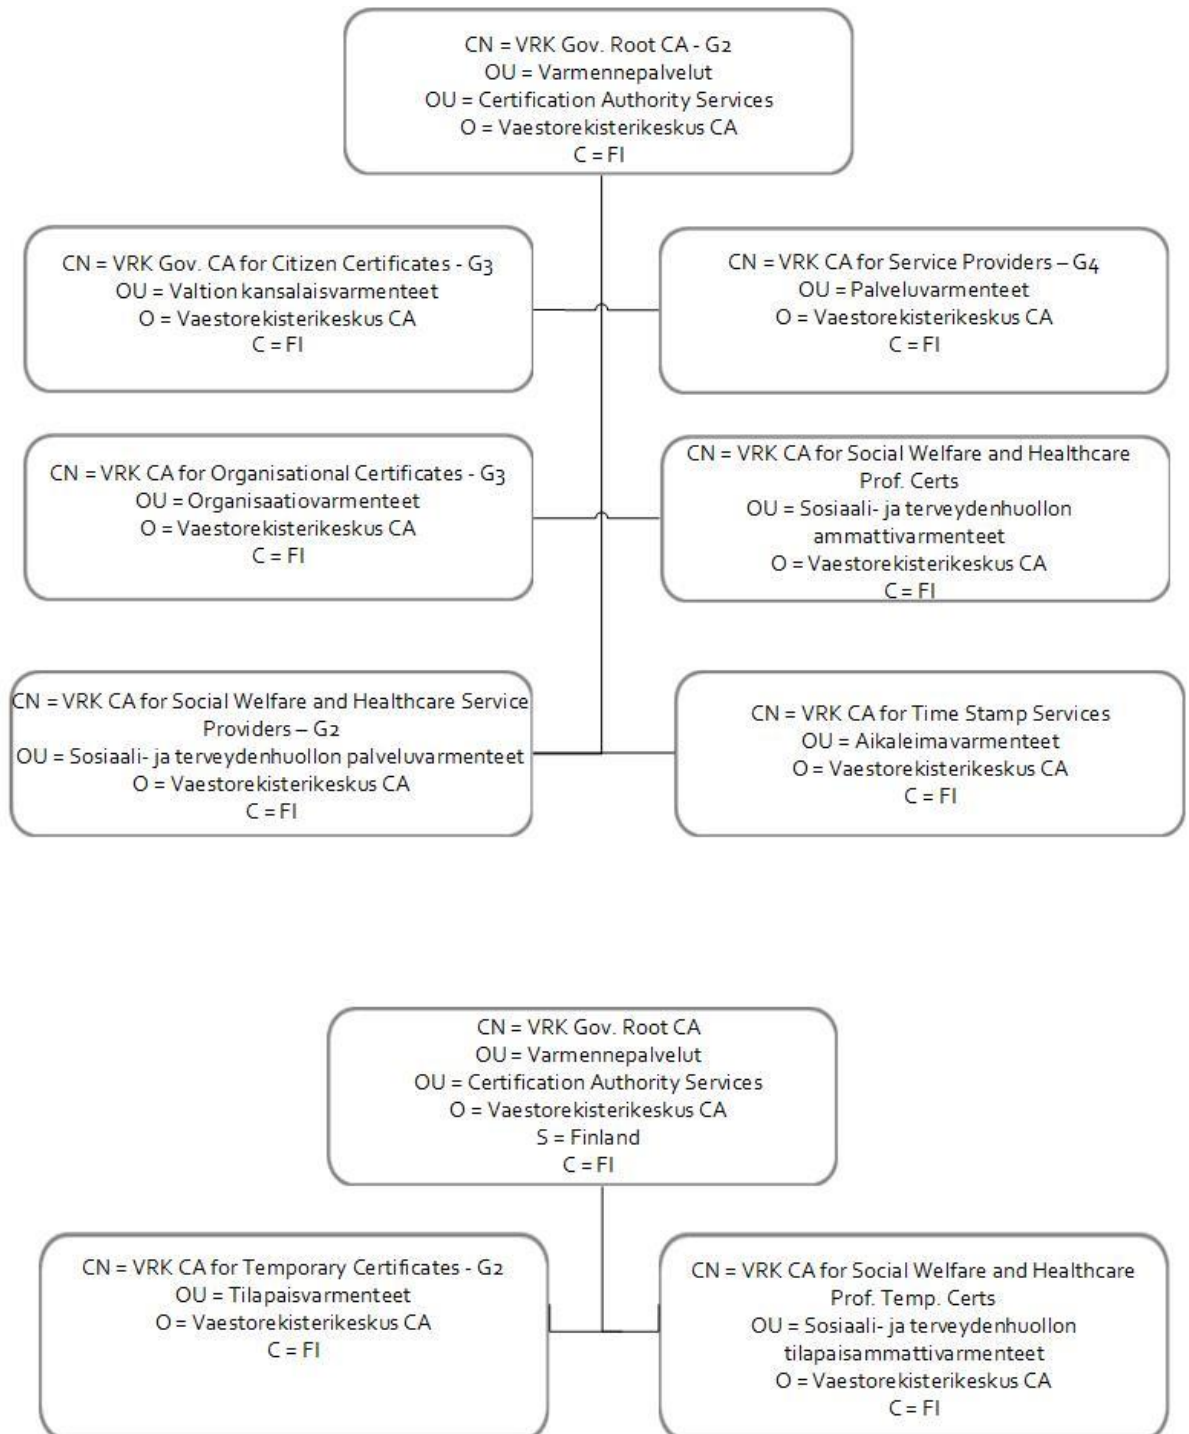 CN = VRK Gov. Root CA - G2
OU = Varmennepalvelut
OU = Certification Authority Services
O = Vaestorekisterikeskus CA
C = FI
CN = VRK Gov. CA for Citizen Certificates - G3
OU = Valtion kansalaisvarmenteet
O = Vaestorekisterikeskus CA
C = FI
CN = VRK CA for Service Providers – G4
OU = Palveluvarmenteet
O = Vaestorekisterikeskus CA
C = FI
CN = VRK CA for Organisational Certificates - G3
OU = Organisaatiovarmenteet
O = Vaestorekisterikeskus CA
C = FI
CN = VRK CA for Social Welfare and Healthcare
Prof. Certs
OU = Sosiaali- ja terveydenhuollon
ammattivarmenteet
O = Vaestorekisterikeskus CA
C = FI
CN = VRK CA for Social Welfare and Healthcare Service
Providers – G2
OU = Sosiaali- ja terveydenhuollon palveluvarmenteet
O = Vaestorekisterikeskus CA
C = FI
CN = VRK CA for Time Stamp Services
OU = Aikaleimavarmenteet
O = Vaestorekisterikeskus CA
C = FI
CN = VRK Gov. Root CA
OU = Varmennepalvelut
OU = Certification Authority Services
O = Vaestorekisterikeskus CA
S = Finland
C = FI
CN = VRK CA for Temporary Certificates - G2
OU = Tilapaisvarmenteet
O = Vaestorekisterikeskus CA
C = FI
CN = VRK CA for Social Welfare and Healthcare
Prof. Temp. Certs
OU = Sosiaali- ja terveydenhuollon
tilapaisammattivarmenteet
O = Vaestorekisterikeskus CA
C = FI